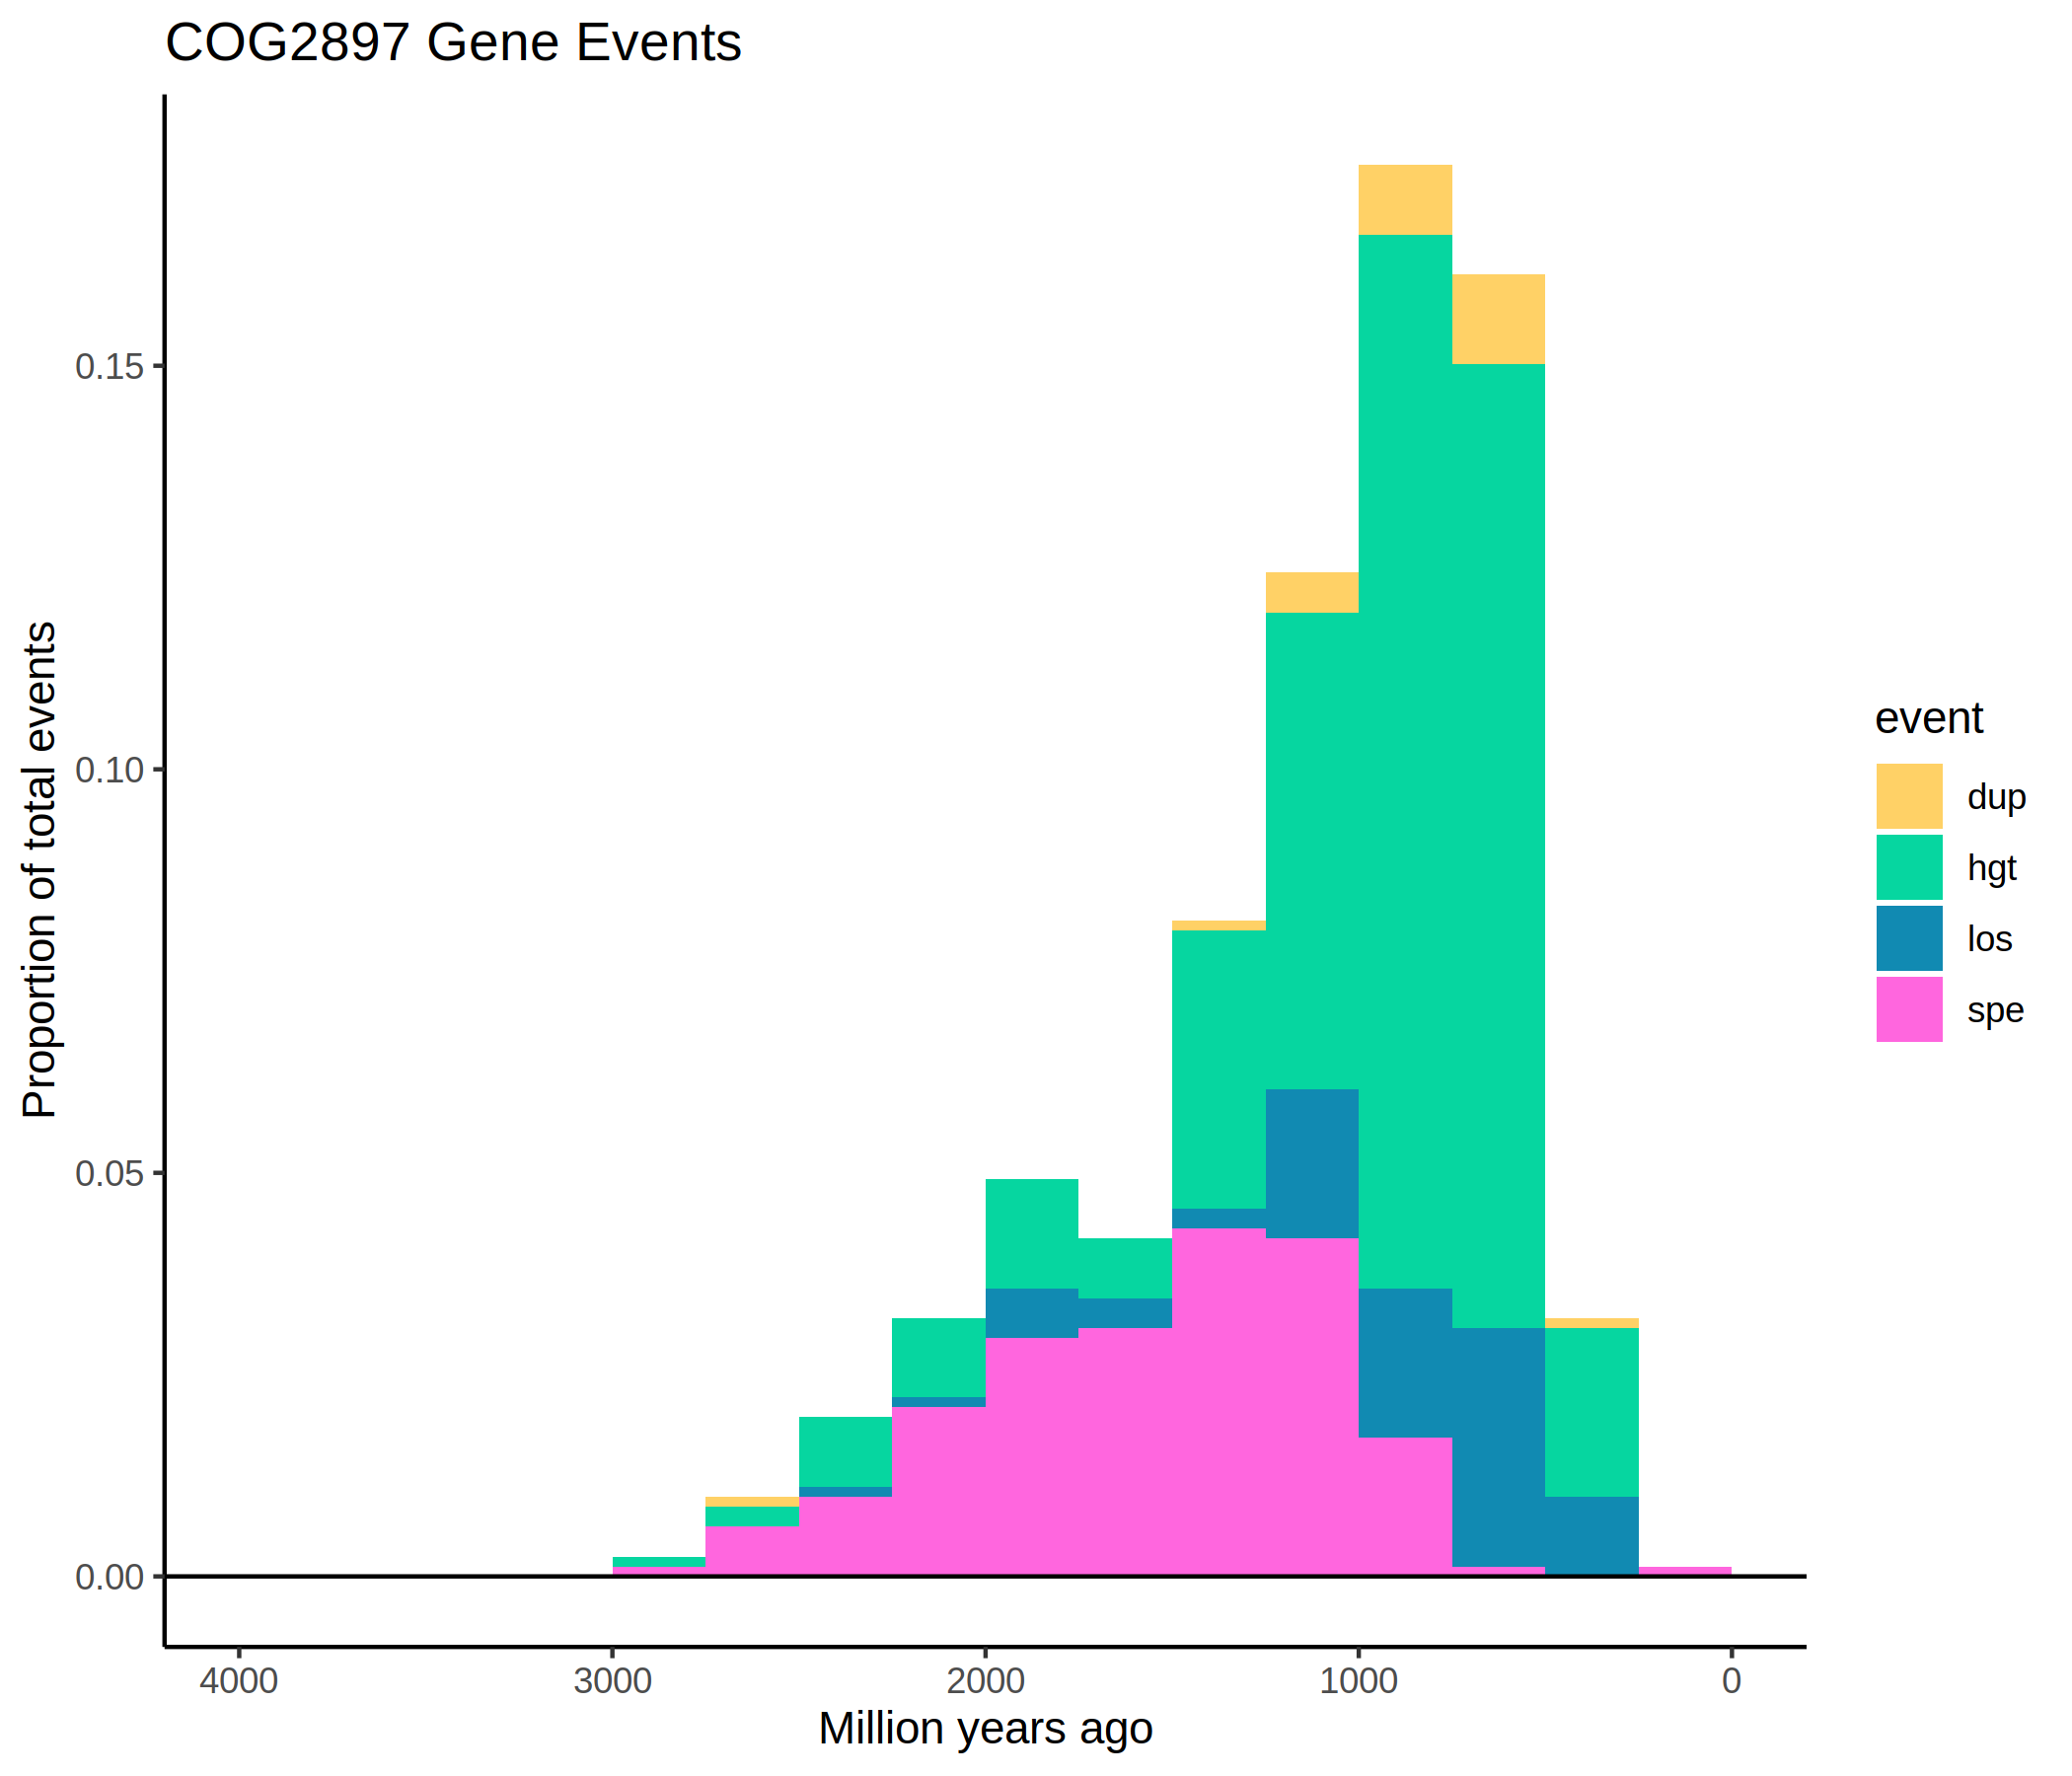 COG2897 Gene Events
Proportion of total events
0.15
0.10
0.05
0.00
4000 3000 2000 1000 0
Million years ago
event
dup
hgt
los
spe